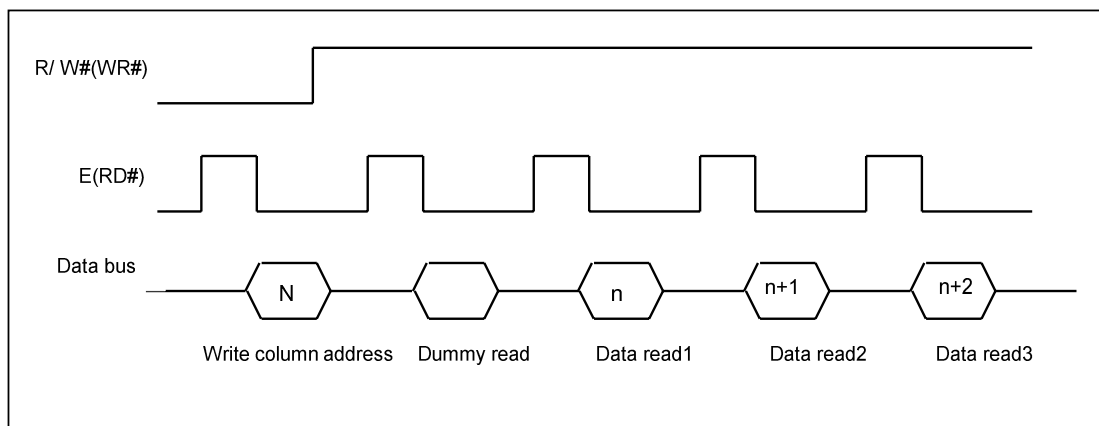 R/ W#(WR#)
E(RD#)
Data bus
N
n
n+1
n+2
Write column address
Dummy read
Data read1
Data read2
Data read3